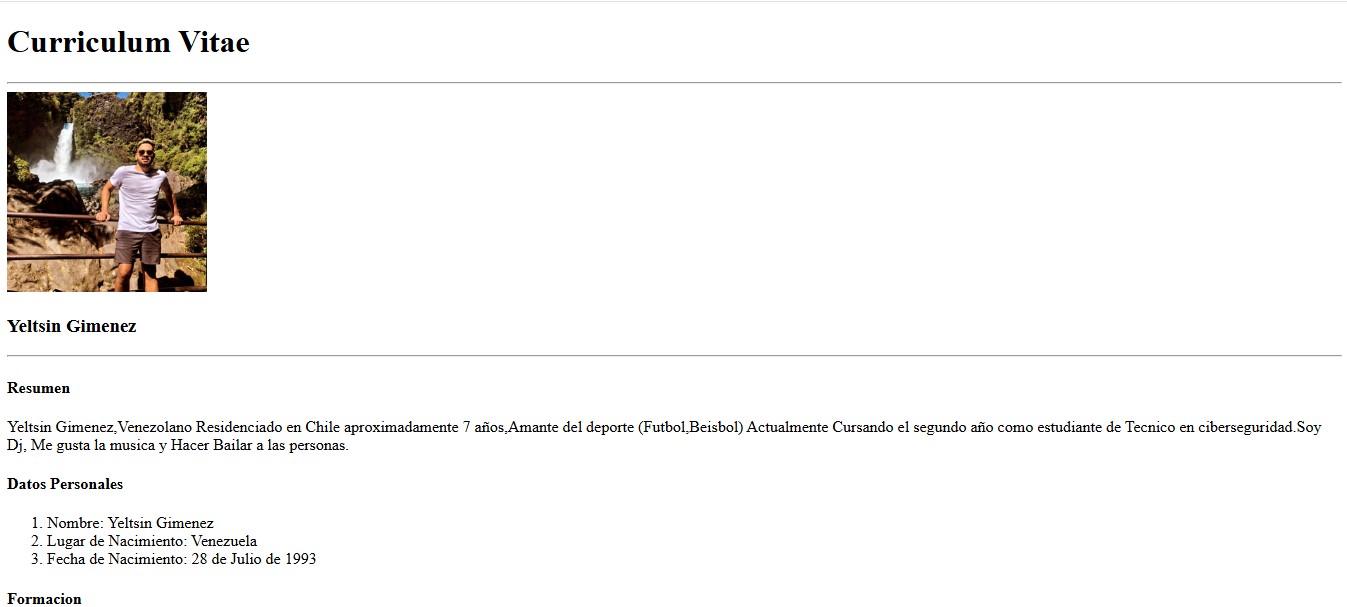 Curriculum Vitae
Yeltsin Gimenez
Resumen
Yeltsin Gimenez,Venezolano Residenciado en Chile aproximadamente 7 años,Amante del deporte (Futbol,Beisbol) Actualmente Cursando el segundo año como estudiante de Tecnico en ciberseguridad.Soy
Dj, Me gusta la musica y Hacer Bailar a las personas.
Datos Personales
1. Nombre: Yeltsin Gimenez
2. Lugar de Nacimiento: Venezuela
3. Fecha de Nacimiento: 28 de Julio de 1993
Formacion